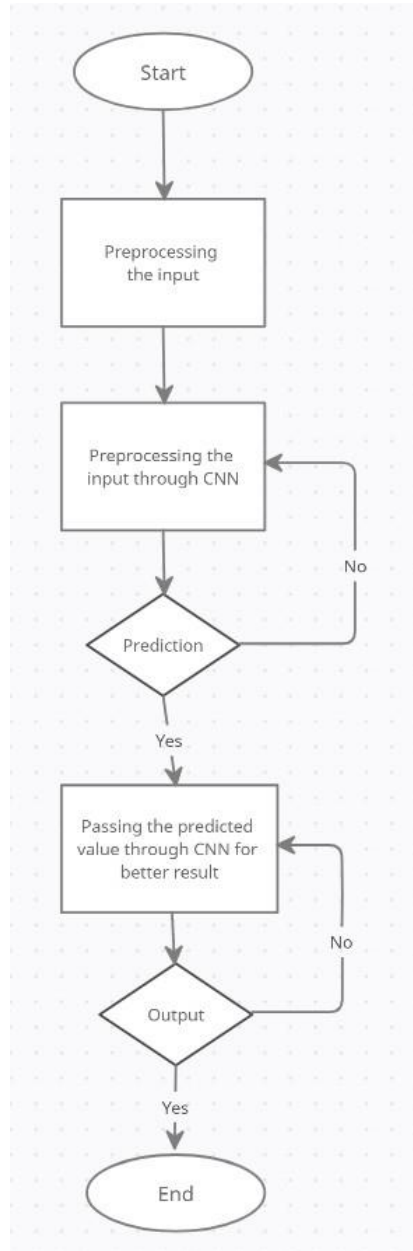 Start
Preprocessing
the input
Preprocessing the
input through CNN
No
Prediction
Yes
Passing the predicted
value through CNN for
better result
No
Output
Yes
End